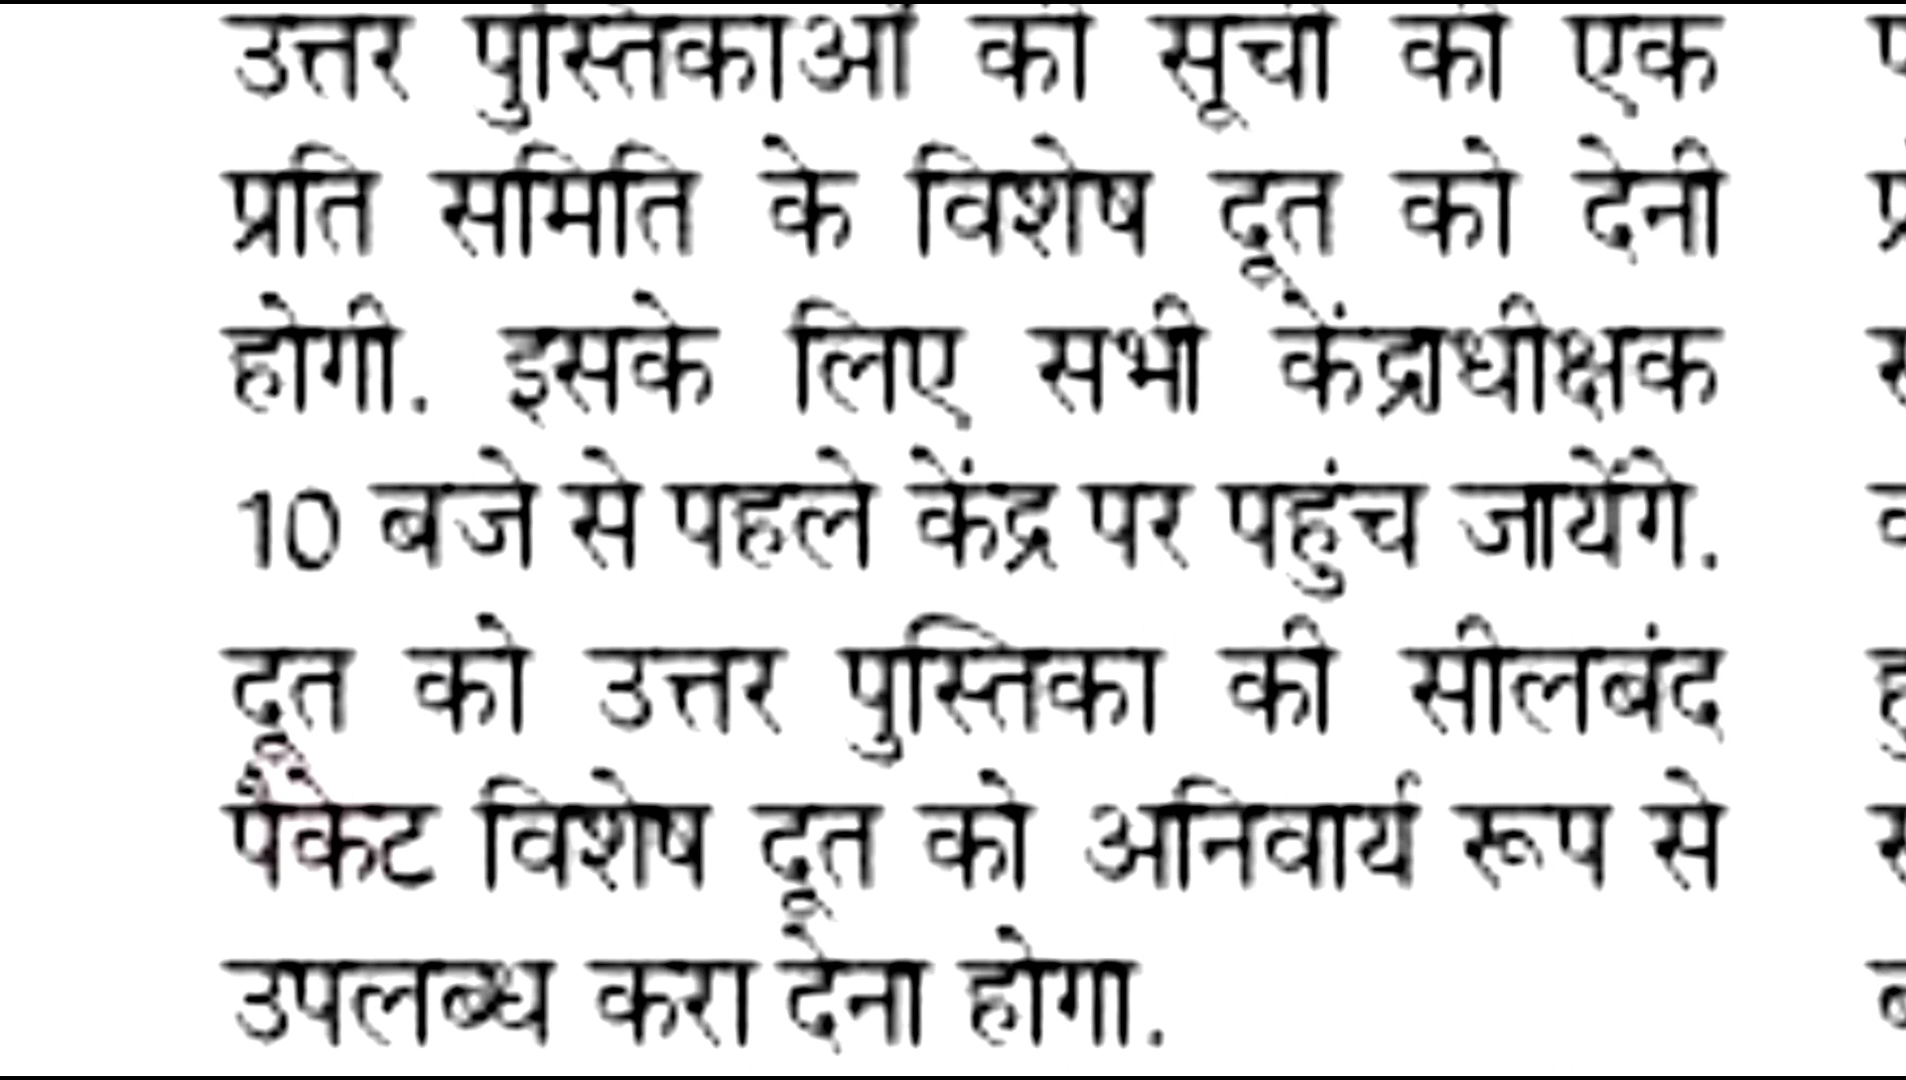 उत्तर पुस्तिकाओं की सूची की एक
प्रति समिति के विशेष दूत को देनी
होगी. इसके लिए सभी केंद्राधीक्षक
10 बजे से पहले केंद्र पर पहुंच जायेंगे.
दूत को उत्तर पुस्तिका की सीलबंद
पैकेट विशेष दूत को अनिवार्य रूप से
उपलब्ध करा देना होगा.